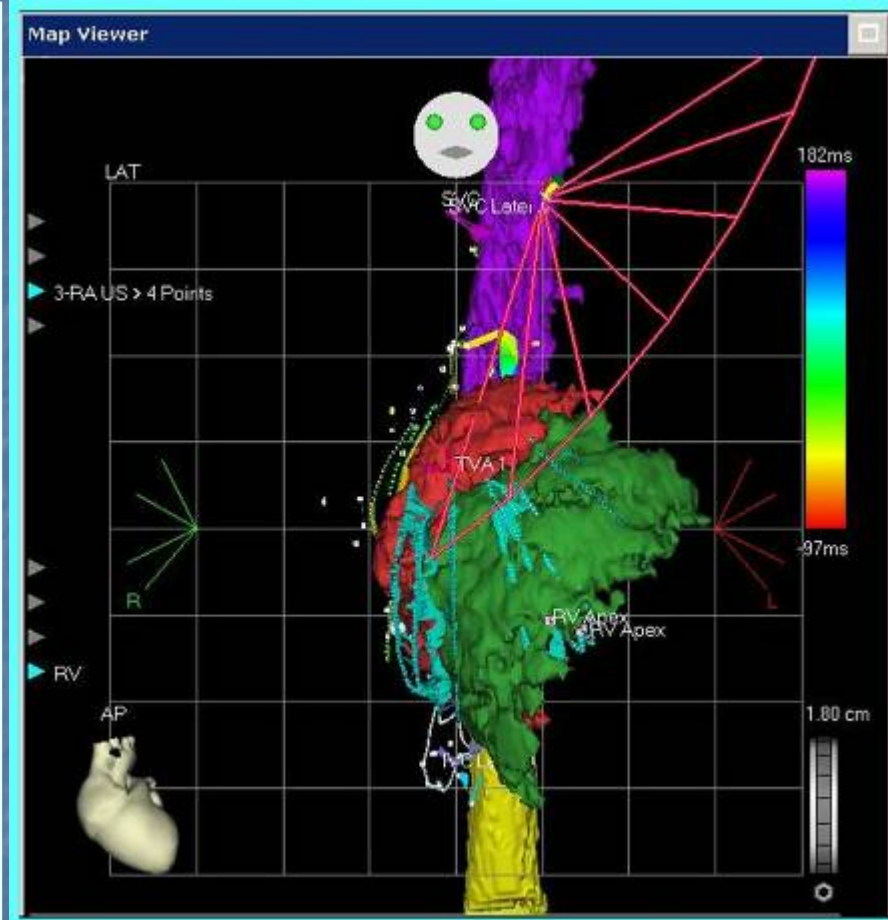 Map Viewer
182ms
LAT
SVC Later
3-RA US > 4 Points
TVA 1
-97ms
R
L
RV Apex
RV Apex
RV
AP
1.80 cm